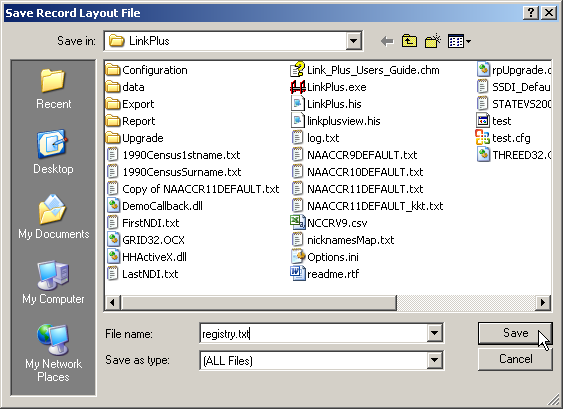 Save Record Layout File
Save in:
LinkPlus
Recent
Desktop
My Documents
My Computer
My Network
Places
Configuration
data
Export
Report
Upgrade
1990Census1stname.txt
1990CensusSurname.txt
Copy of NAACCR11DEFAULT.txt
DemoCallback.dll
FirstNDI.txt
GRID32.OCX
HHActiveX.dll
LastNDI.txt
Link_Plus_Users_Guide.chm
LinkPlus.exe
LinkPlus.his
linkplusview.his
log.txt
NAACCR9DEFAULT.txt
NAACCR10DEFAULT.txt
NAACCR11DEFAULT.txt
NAACCR11DEFAULT_kkt.txt
NCCRV9.csv
nicknamesMap.txt
Options.ini
readme.rtf
rpUpgrade.d
SSDI_Defau
STATEVS200
test
test.cfg
THREED32.O
File name:
registry.txt
Save
Save as type:
(ALL Files)
Cancel